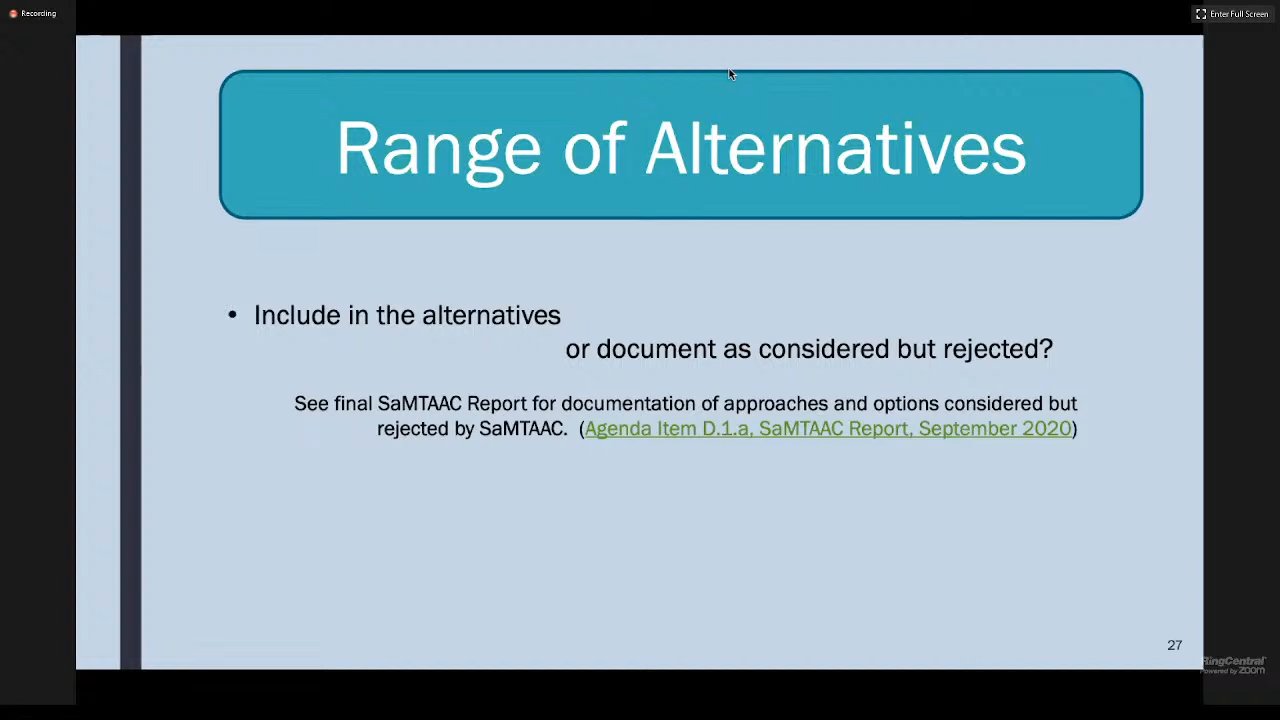 Recording
Enter Full Screen
Range of Alternatives
• Include in the alternatives
or document as considered but rejected?
See final SaMTAAC Report for documentation of approaches and options considered but
rejected by SaMTAAC. (Agenda Item D.1.a, SaMTAAC Report, September 2020)
27
RingCentral
Powered by zoom